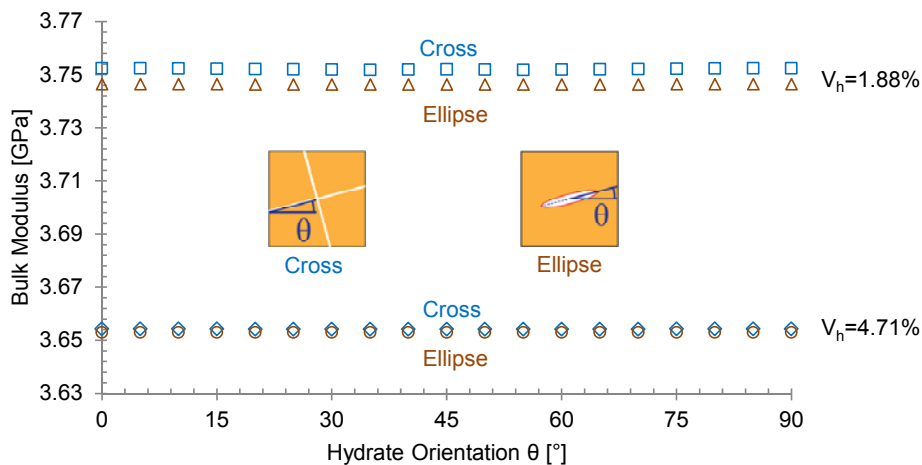 3.77
3.75
3.73
3.71
3.69
3.67
3.65
3.63
Bulk Modulus [GPa]
Cross
Ellipse
Vh=1.88%
θ
θ
Cross
Ellipse
Cross
Ellipse
Vh=4.71%
0 15 30 45 60 75 90
Hydrate Orientation θ [°]